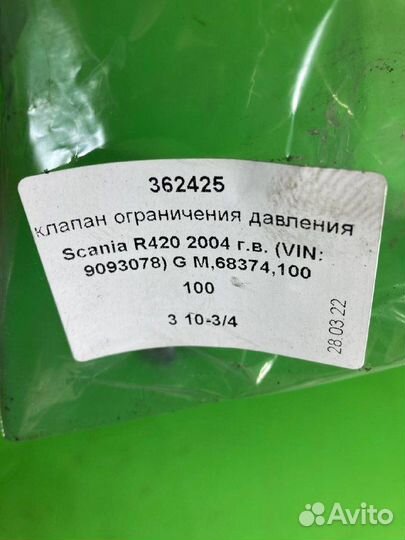 362425
клапан ограничения давления
Scania R420 2004 г.в. (VIN:
9093078) G M,68374,100
100
3 10-3/4
28.03.22
Avito